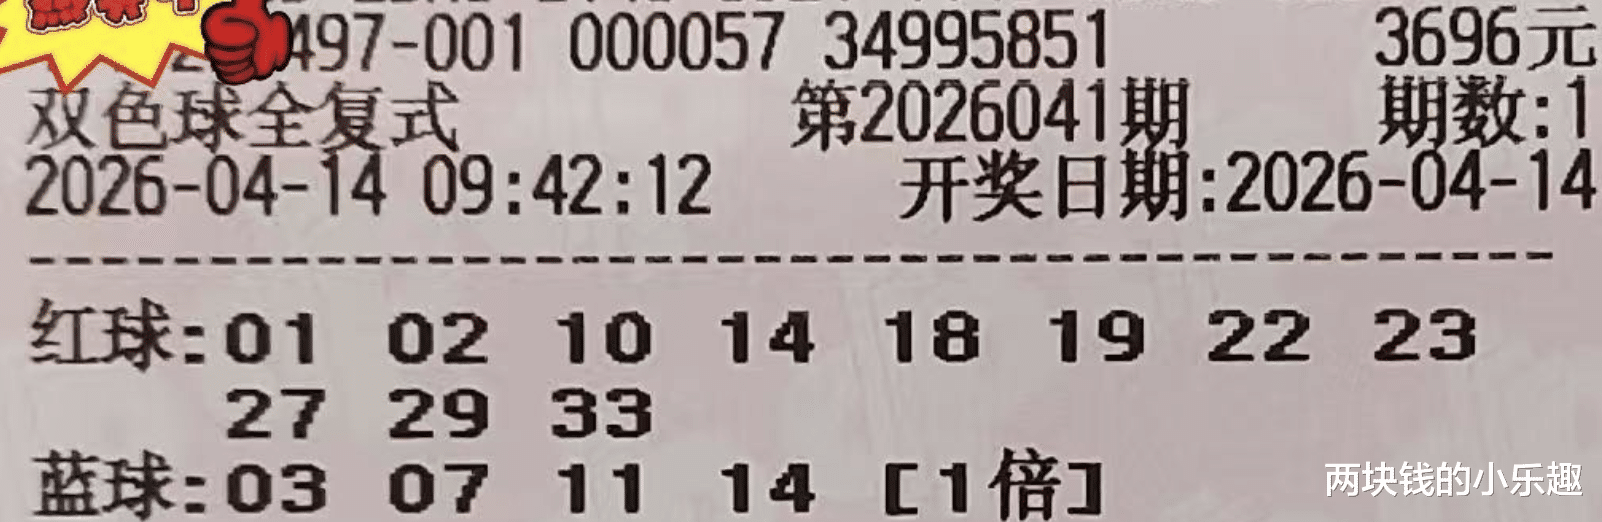 497-001 000057 34995851 3696元
双色球全复式 第2026041期 期数:1
2026-04-14 09:42:12 开奖日期:2026-04-14
红球:01 02 10 14 18 19 22 23
27 29 33
蓝球:03 07 11 14 [1倍]
两块钱的小乐趣